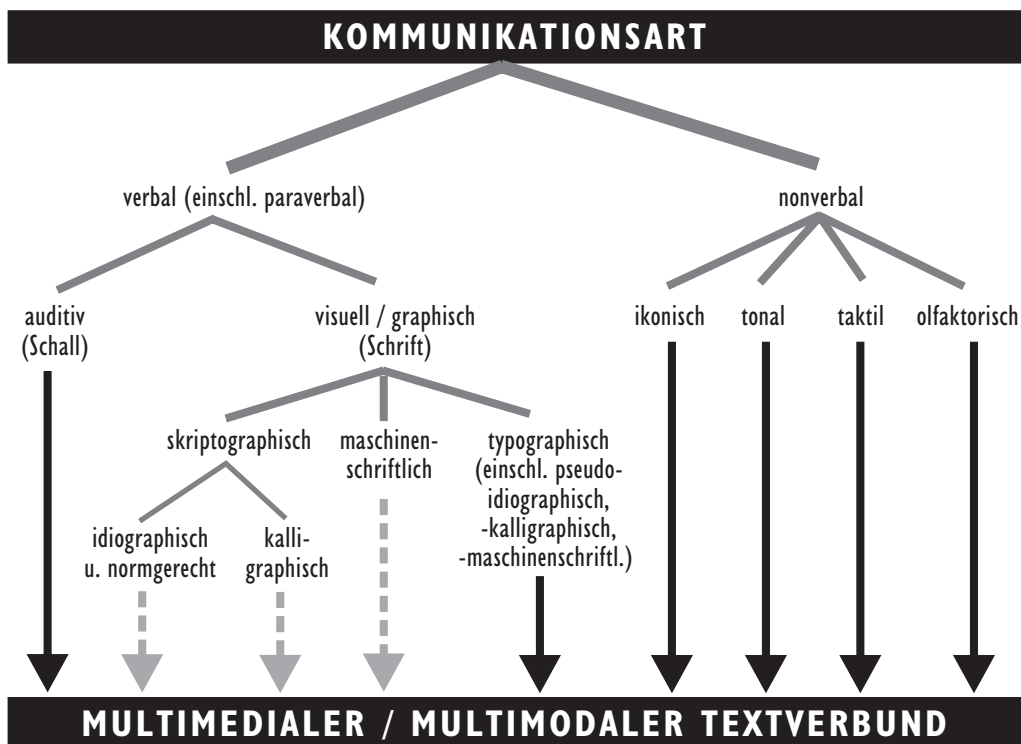 KOMMUNIKATIONSART
verbal (einschl. paraverbal)
nonverbal
auditiv
(Schall)
visuell / graphisch
(Schrift)
ikonisch
tonal
taktil
olfaktorisch
skriptographisch
maschinen-
schriftlich
typographisch
(einschl. pseudo-
idiographisch,
-kalligraphisch,
-maschinenschriftl.)
idiographisch
u. normgerecht
kalli-
graphisch
MULTIMEDIALER / MULTIMODALER TEXTVERBUND